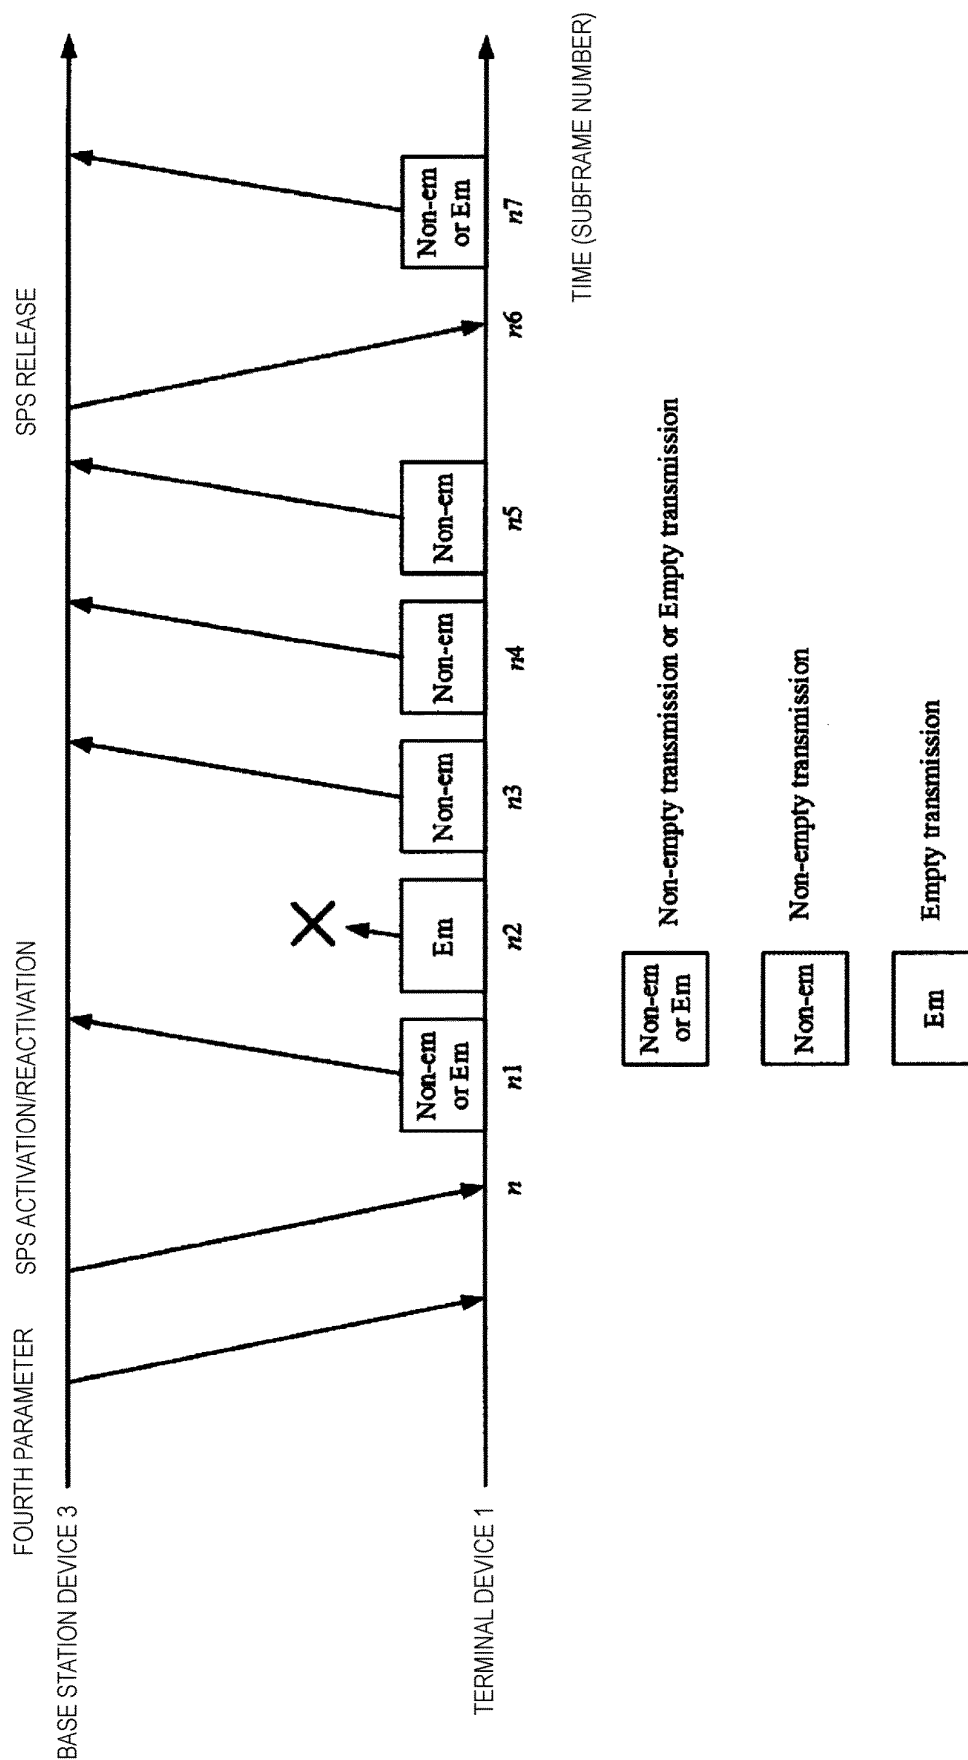 FOURTH PARAMETER
SPS ACTIVATION/REACTIVATION
SPS RELEASE
BASE STATION DEVICE 3
Non-em
or Em
Em
Non-em
Non-em
Non-em
Non-em
or Em
TERMINAL DEVICE 1
n
n1
n2
n3
n4
n5
n6
n7
TIME (SUBFRAME NUMBER)
Non-em
or Em
Non-empty transmission or Empty transmission
Non-em
Non-empty transmission
Em
Empty transmission